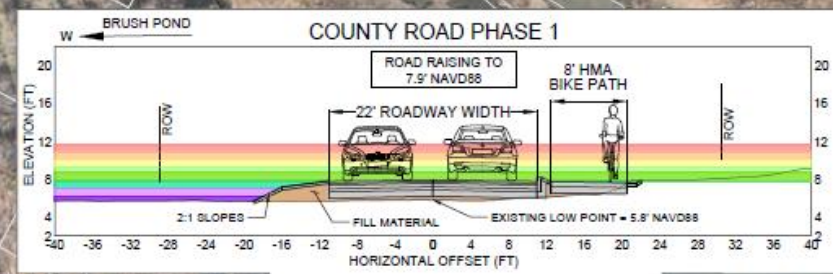 W BRUSH POND
COUNTY ROAD PHASE 1
ROAD RAISING TO
7.9' NAVD88
8' HMA
BIKE PATH
22' ROADWAY WIDTH
ROW
ROW
ELEVATION (FT)
20
16
12
8
4
2
20
16
12
8
4
2
2:1 SLOPES
FILL MATERIAL
EXISTING LOW POINT = 5.8' NAVD88
-40 -36 -32 -28 -24 -20 -16 -12 -8 -4 0 4 8 12 16 20 24 28 32 36 40
HORIZONTAL OFFSET (FT)